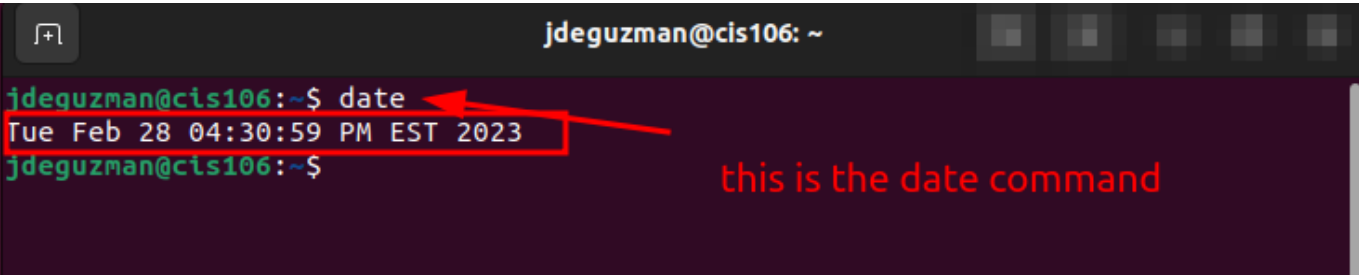 jdeguzman@cis106: ~
jdeguzman@cis106:~$ date
Tue Feb 28 04:30:59 PM EST 2023
jdeguzman@cis106:~$
this is the date command